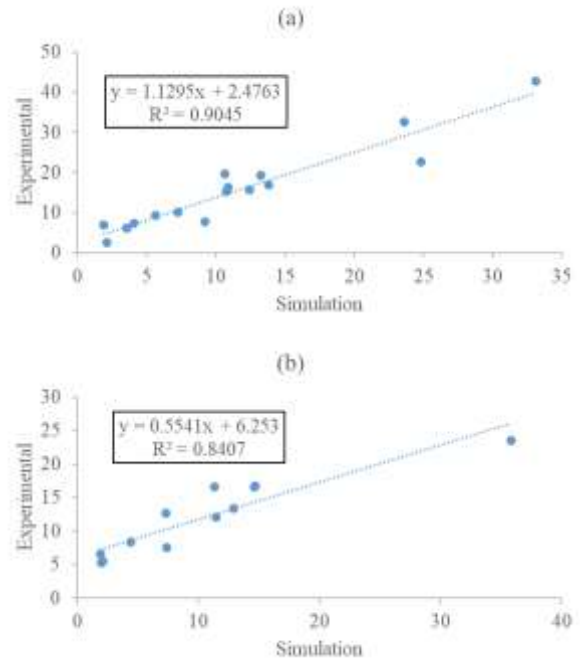 (a)
50
40
30
20
10
0
y = 1.1295x + 2.4763
R² = 0.9045
Experimental
0 5 10 15 20 25 30 35
Simulation
(b)
30
25
20
15
10
5
0
y = 0.5541x + 6.253
R² = 0.8407
Experimental
0 10 20 30 40
Simulation